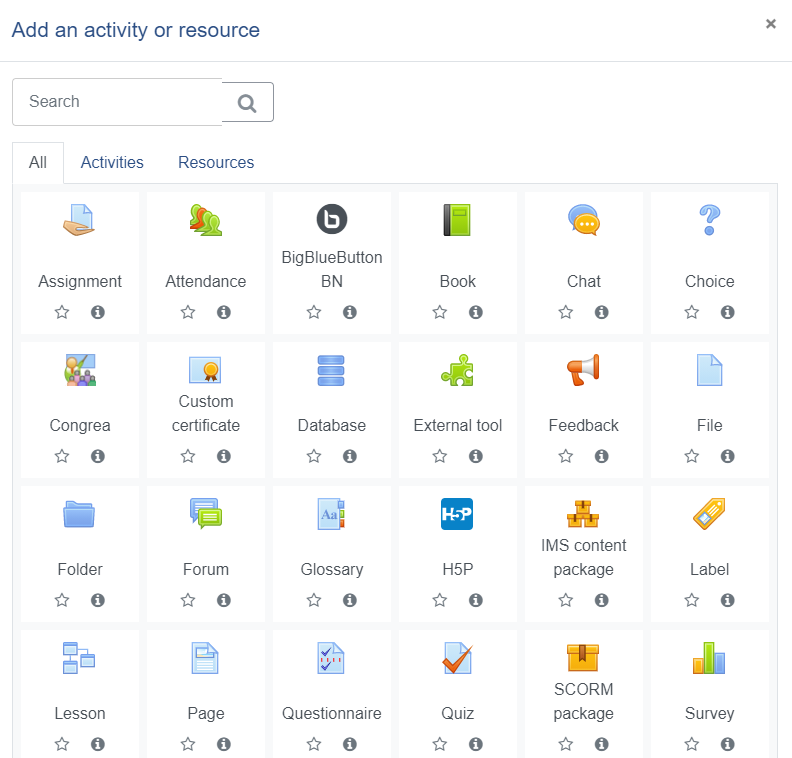 Add an activity or resource
×
Search
All Activities Resources
Assignment
Attendance
BigBlueButton
BN
Book
Chat
Choice
Congrea
Custom
certificate
Database
External tool
Feedback
File
Folder
Forum
Aa
Glossary
H5P
H5P
IMS content
package
Label
Lesson
Page
Questionnaire
Quiz
SCORM
package
Survey